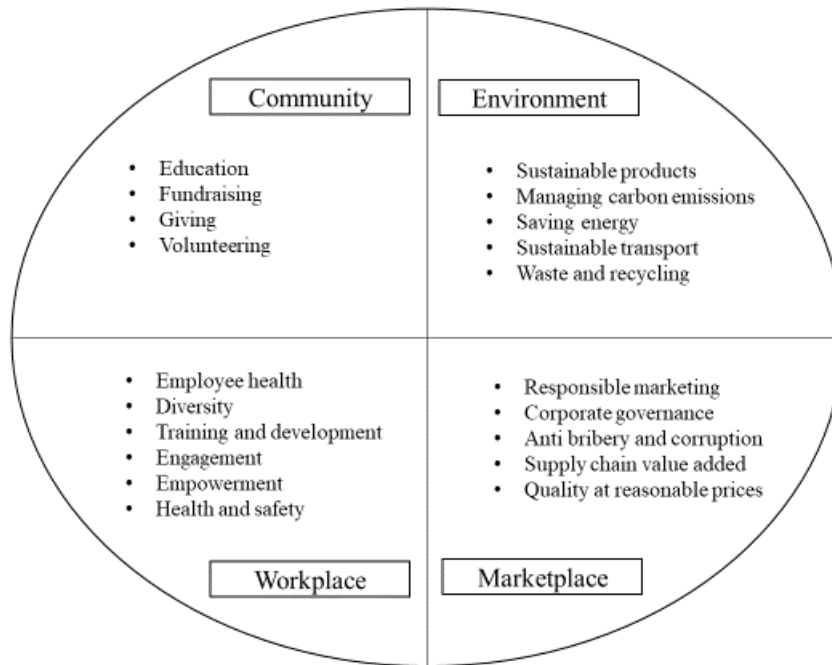 Community
• Education
• Fundraising
• Giving
• Volunteering
Environment
• Sustainable products
• Managing carbon emissions
• Saving energy
• Sustainable transport
• Waste and recycling
• Employee health
• Diversity
• Training and development
• Engagement
• Empowerment
• Health and safety
Workplace
• Responsible marketing
• Corporate governance
• Anti bribery and corruption
• Supply chain value added
• Quality at reasonable prices
Marketplace